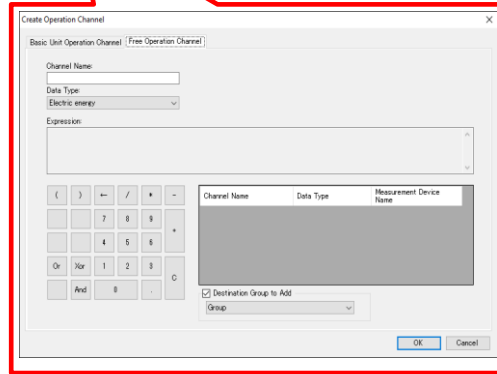 Create Operation Channel
Basic Unit Operation Channel Free Operation Channel
Channel Name:
Data Type:
Electric energy
Expression:
( ) ← / * -
7 8 9 +
4 5 6
Or Xor 1 2 3 C
And 0 .
Channel Name Data Type Measurement Device Name
Destination Group to Add
Group
OK Cancel